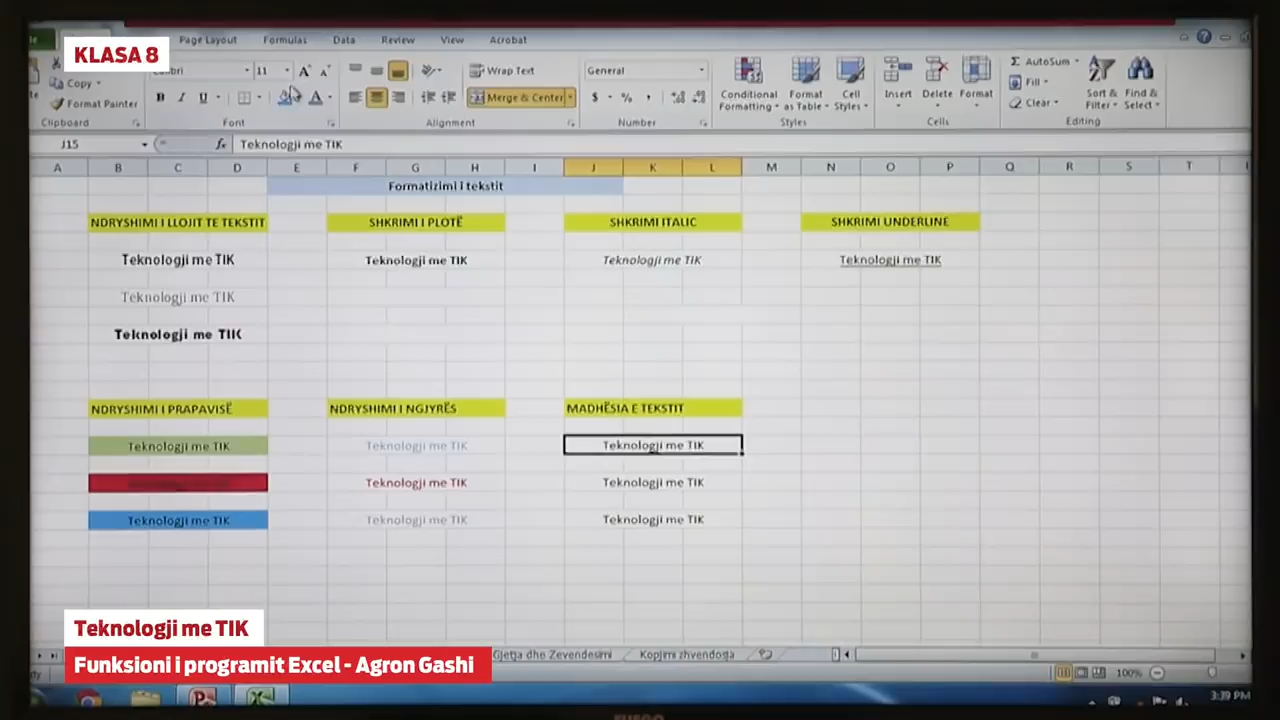 KLASA 8
Page Layout Formulas Data Review View Acrobat
Copy
Format Painter
Clipboard
11
B I U
Font
Wrap Text
Merge & Center
Alignment
General
$ % ,
Number
Conditional Formatting
Format as Table
Cell Styles
Styles
Insert Delete Format
Cells
AutoSum
Fill
Clear
Sort & Filter
Find & Select
Editing
J15
fx Teknologji me TIK
A B C D E F G H I J K L M N O P Q R S T
Formatizimi i tekstit
NDRYSHIMI I LLOJIT TE TEKSTIT SHKRIMI I PLOTË SHKRIMI ITALIC SHKRIMI UNDERLINE
Teknologji me TIK Teknologji me TIK Teknologji me TIK Teknologji me TIK
Teknologji me TIK
Teknologji me TIK
NDRYSHIMI I PRAPAVISË NDRYSHIMI I NGJYRËS MADHËSIA E TEKSTIT
Teknologji me TIK Teknologji me TIK Teknologji me TIK
Teknologji me TIK Teknologji me TIK
Teknologji me TIK Teknologji me TIK Teknologji me TIK
Teknologji me TIK
Funksioni i programit Excel - Agron Gashi
Gjetja dhe Zevendesimi Kopjimi zhvendosja
100%
3:39 PM